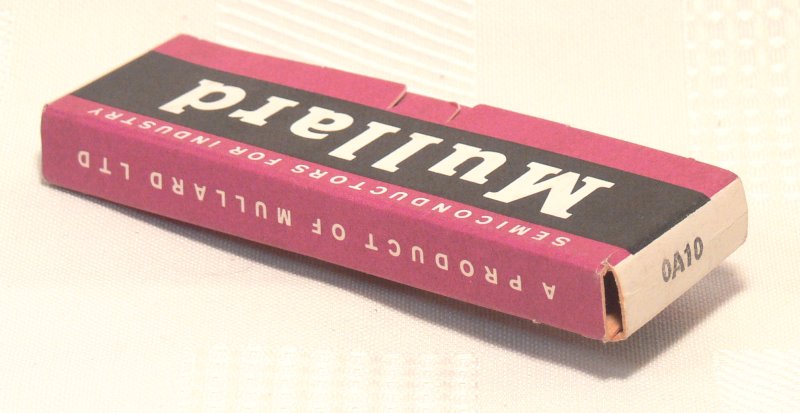 Mullard
SEMICONDUCTORS FOR INDUSTRY
A PRODUCT OF MULLARD LTD
0A10